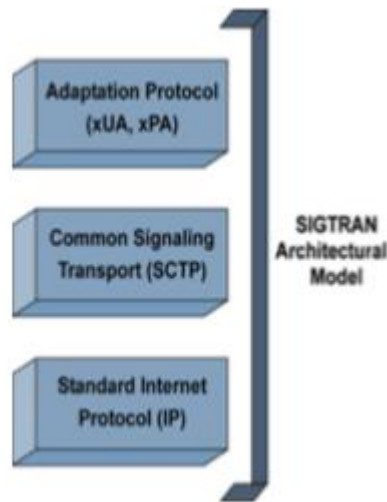 Adaptation Protocol
(xUA, xPA)
Common Signaling
Transport (SCTP)
Standard Internet
Protocol (IP)
SIGTRAN
Architectural
Model